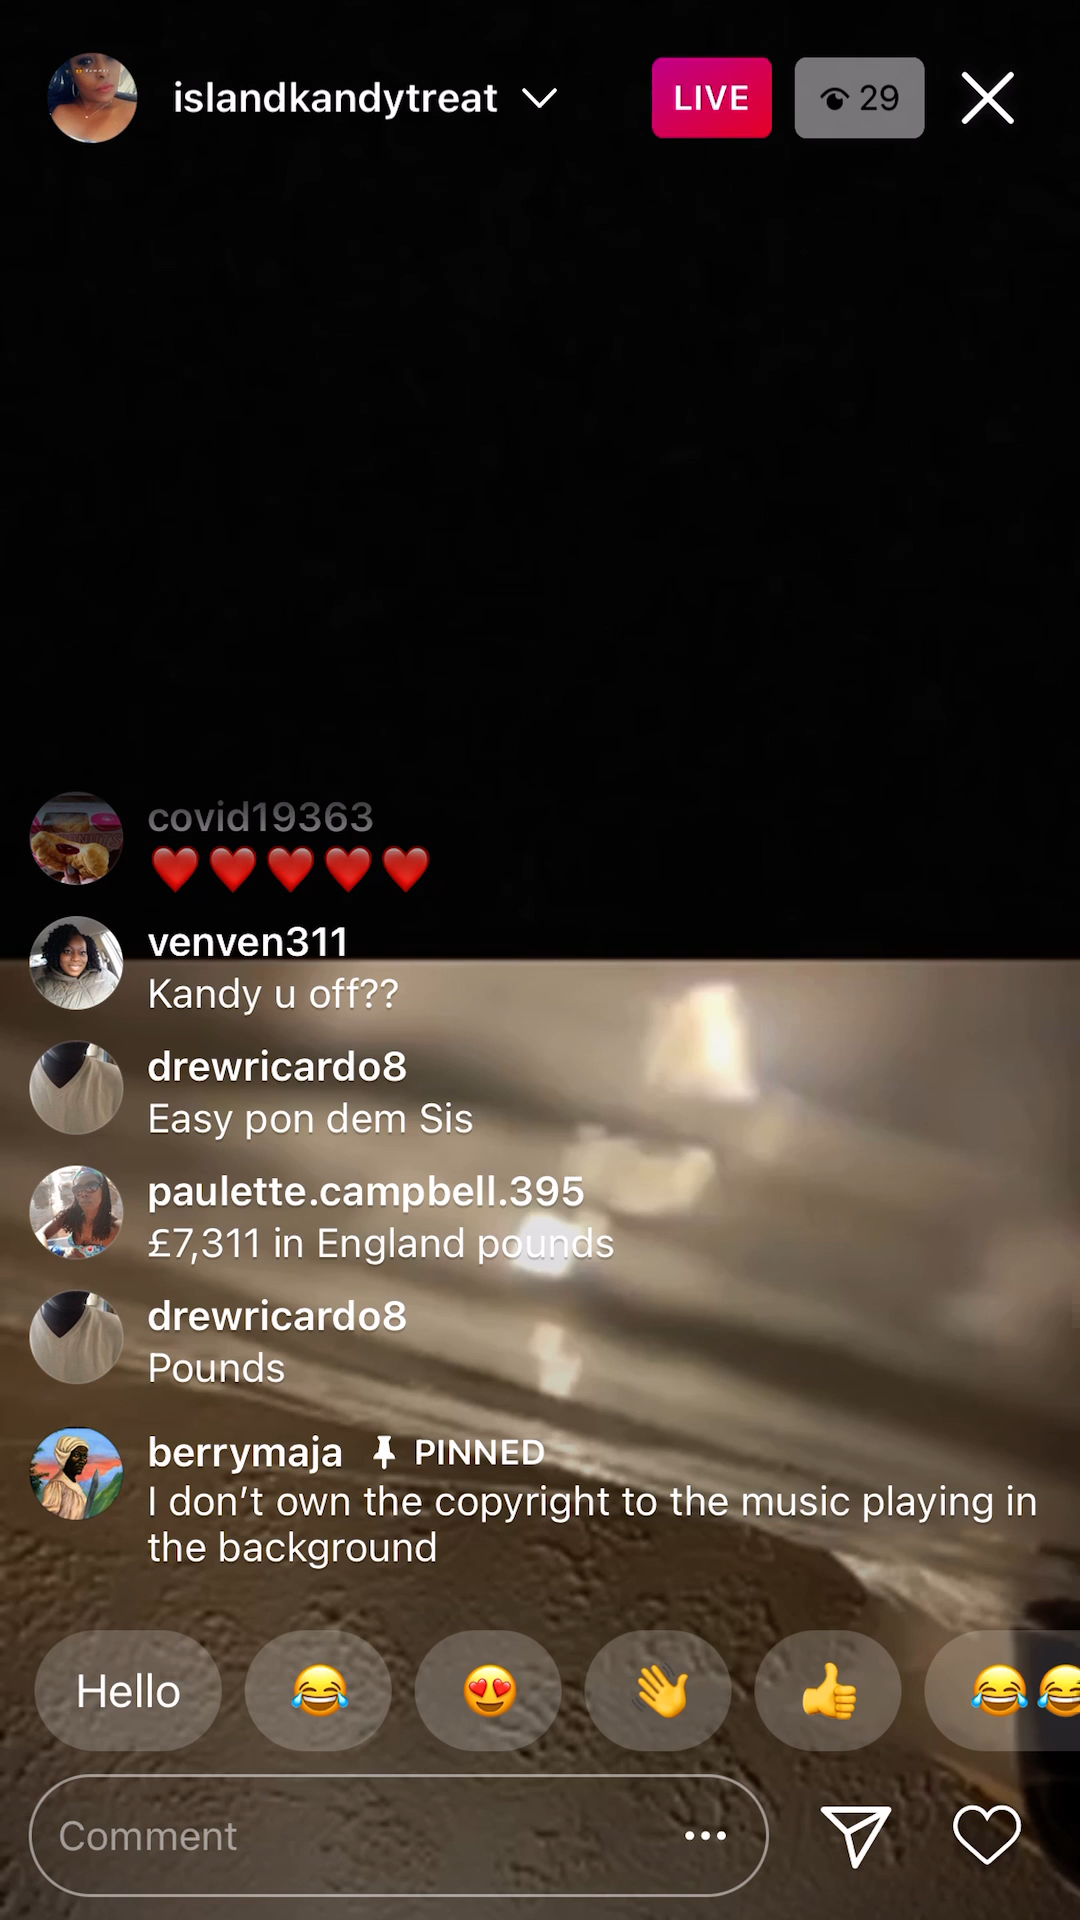 islandkandytreat
LIVE
29
covid19363
❤️❤️❤️❤️❤️
venven311
Kandy u off??
drewricardo8
Easy pon dem Sis
paulette.campbell.395
£7,311 in England pounds
drewricardo8
Pounds
berrymaja PINNED
I don’t own the copyright to the music playing in
the background
Hello 😂 😍 👋 👍 😂😂
Comment